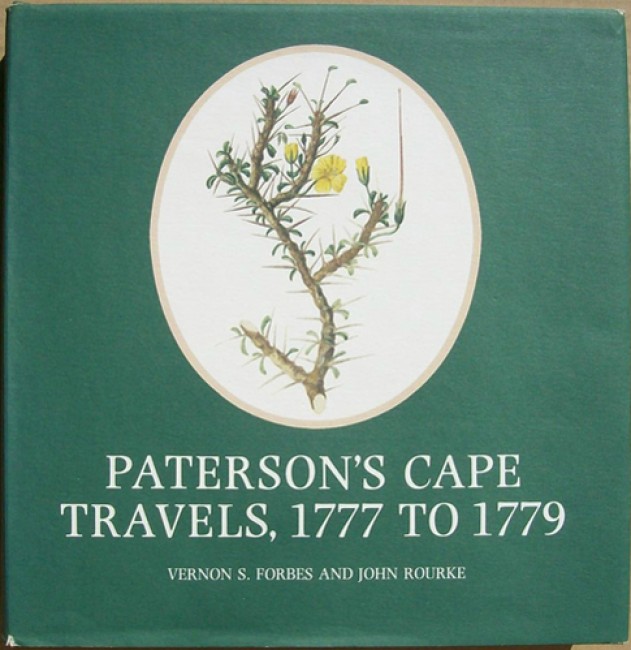 PATERSON'S CAPE
TRAVELS, 1777 TO 1779
VERNON S. FORBES AND JOHN ROURKE